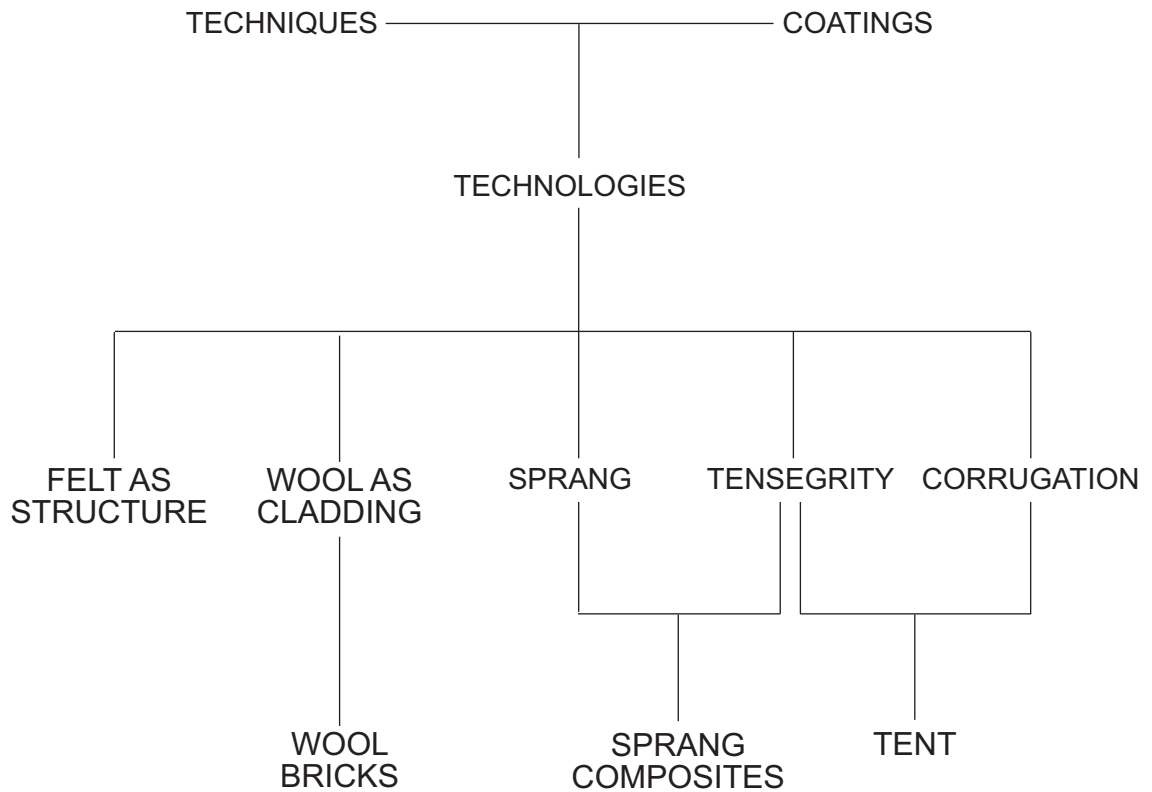 TECHNIQUES
COATINGS
TECHNOLOGIES
FELT AS
STRUCTURE
WOOL AS
CLADDING
SPRANG
TENSEGRITY
CORRUGATION
WOOL
BRICKS
SPRANG
COMPOSITES
TENT